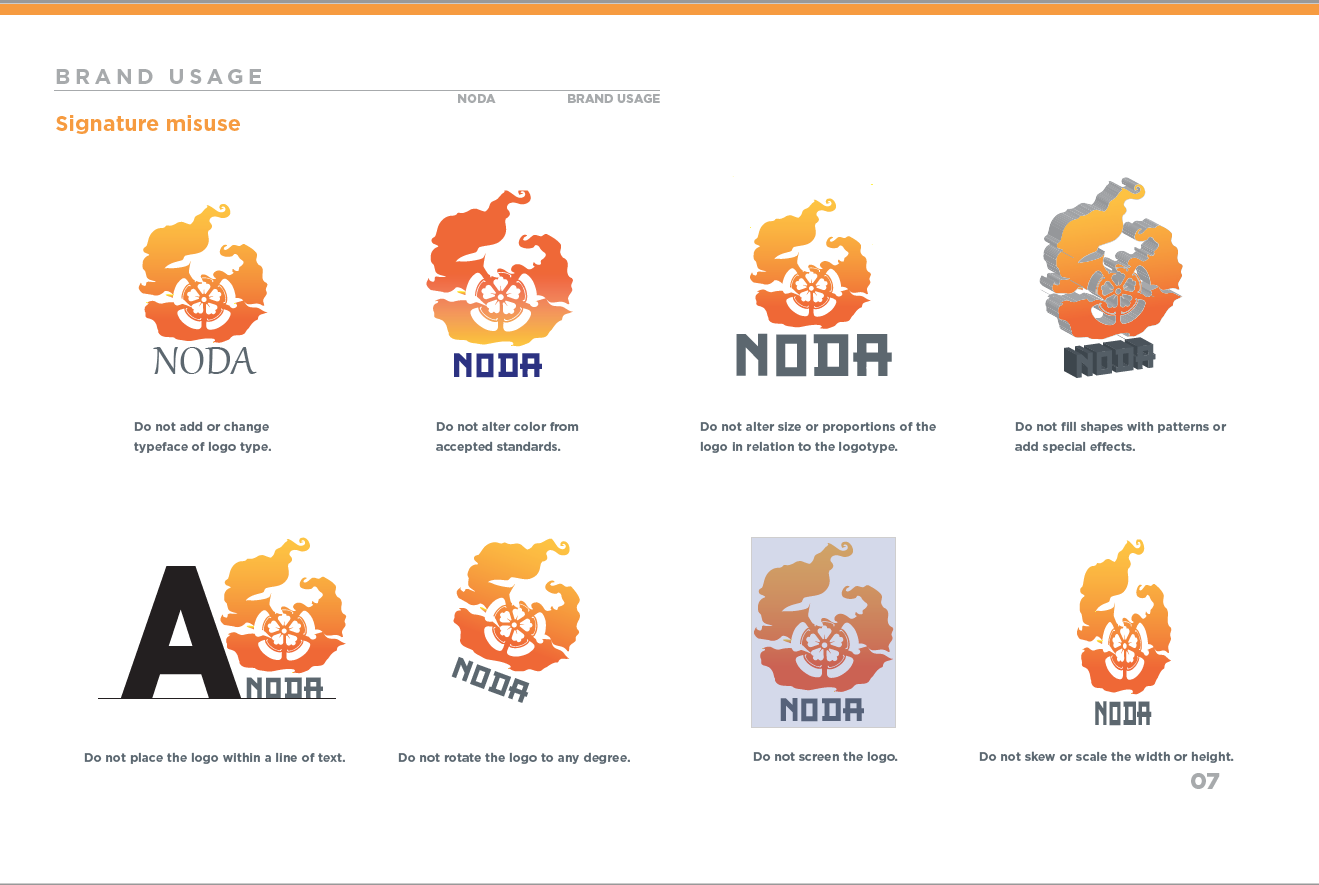 BRAND USAGE
NODA BRAND USAGE
Signature misuse
NODA
NODA
NODA
NODA
Do not add or change
typeface of logo type.
Do not alter color from
accepted standards.
Do not alter size or proportions of the
logo in relation to the logotype.
Do not fill shapes with patterns or
add special effects.
A
NODA
NODA
NODA
NODA
Do not place the logo within a line of text.
Do not rotate the logo to any degree.
Do not screen the logo.
Do not skew or scale the width or height.
07